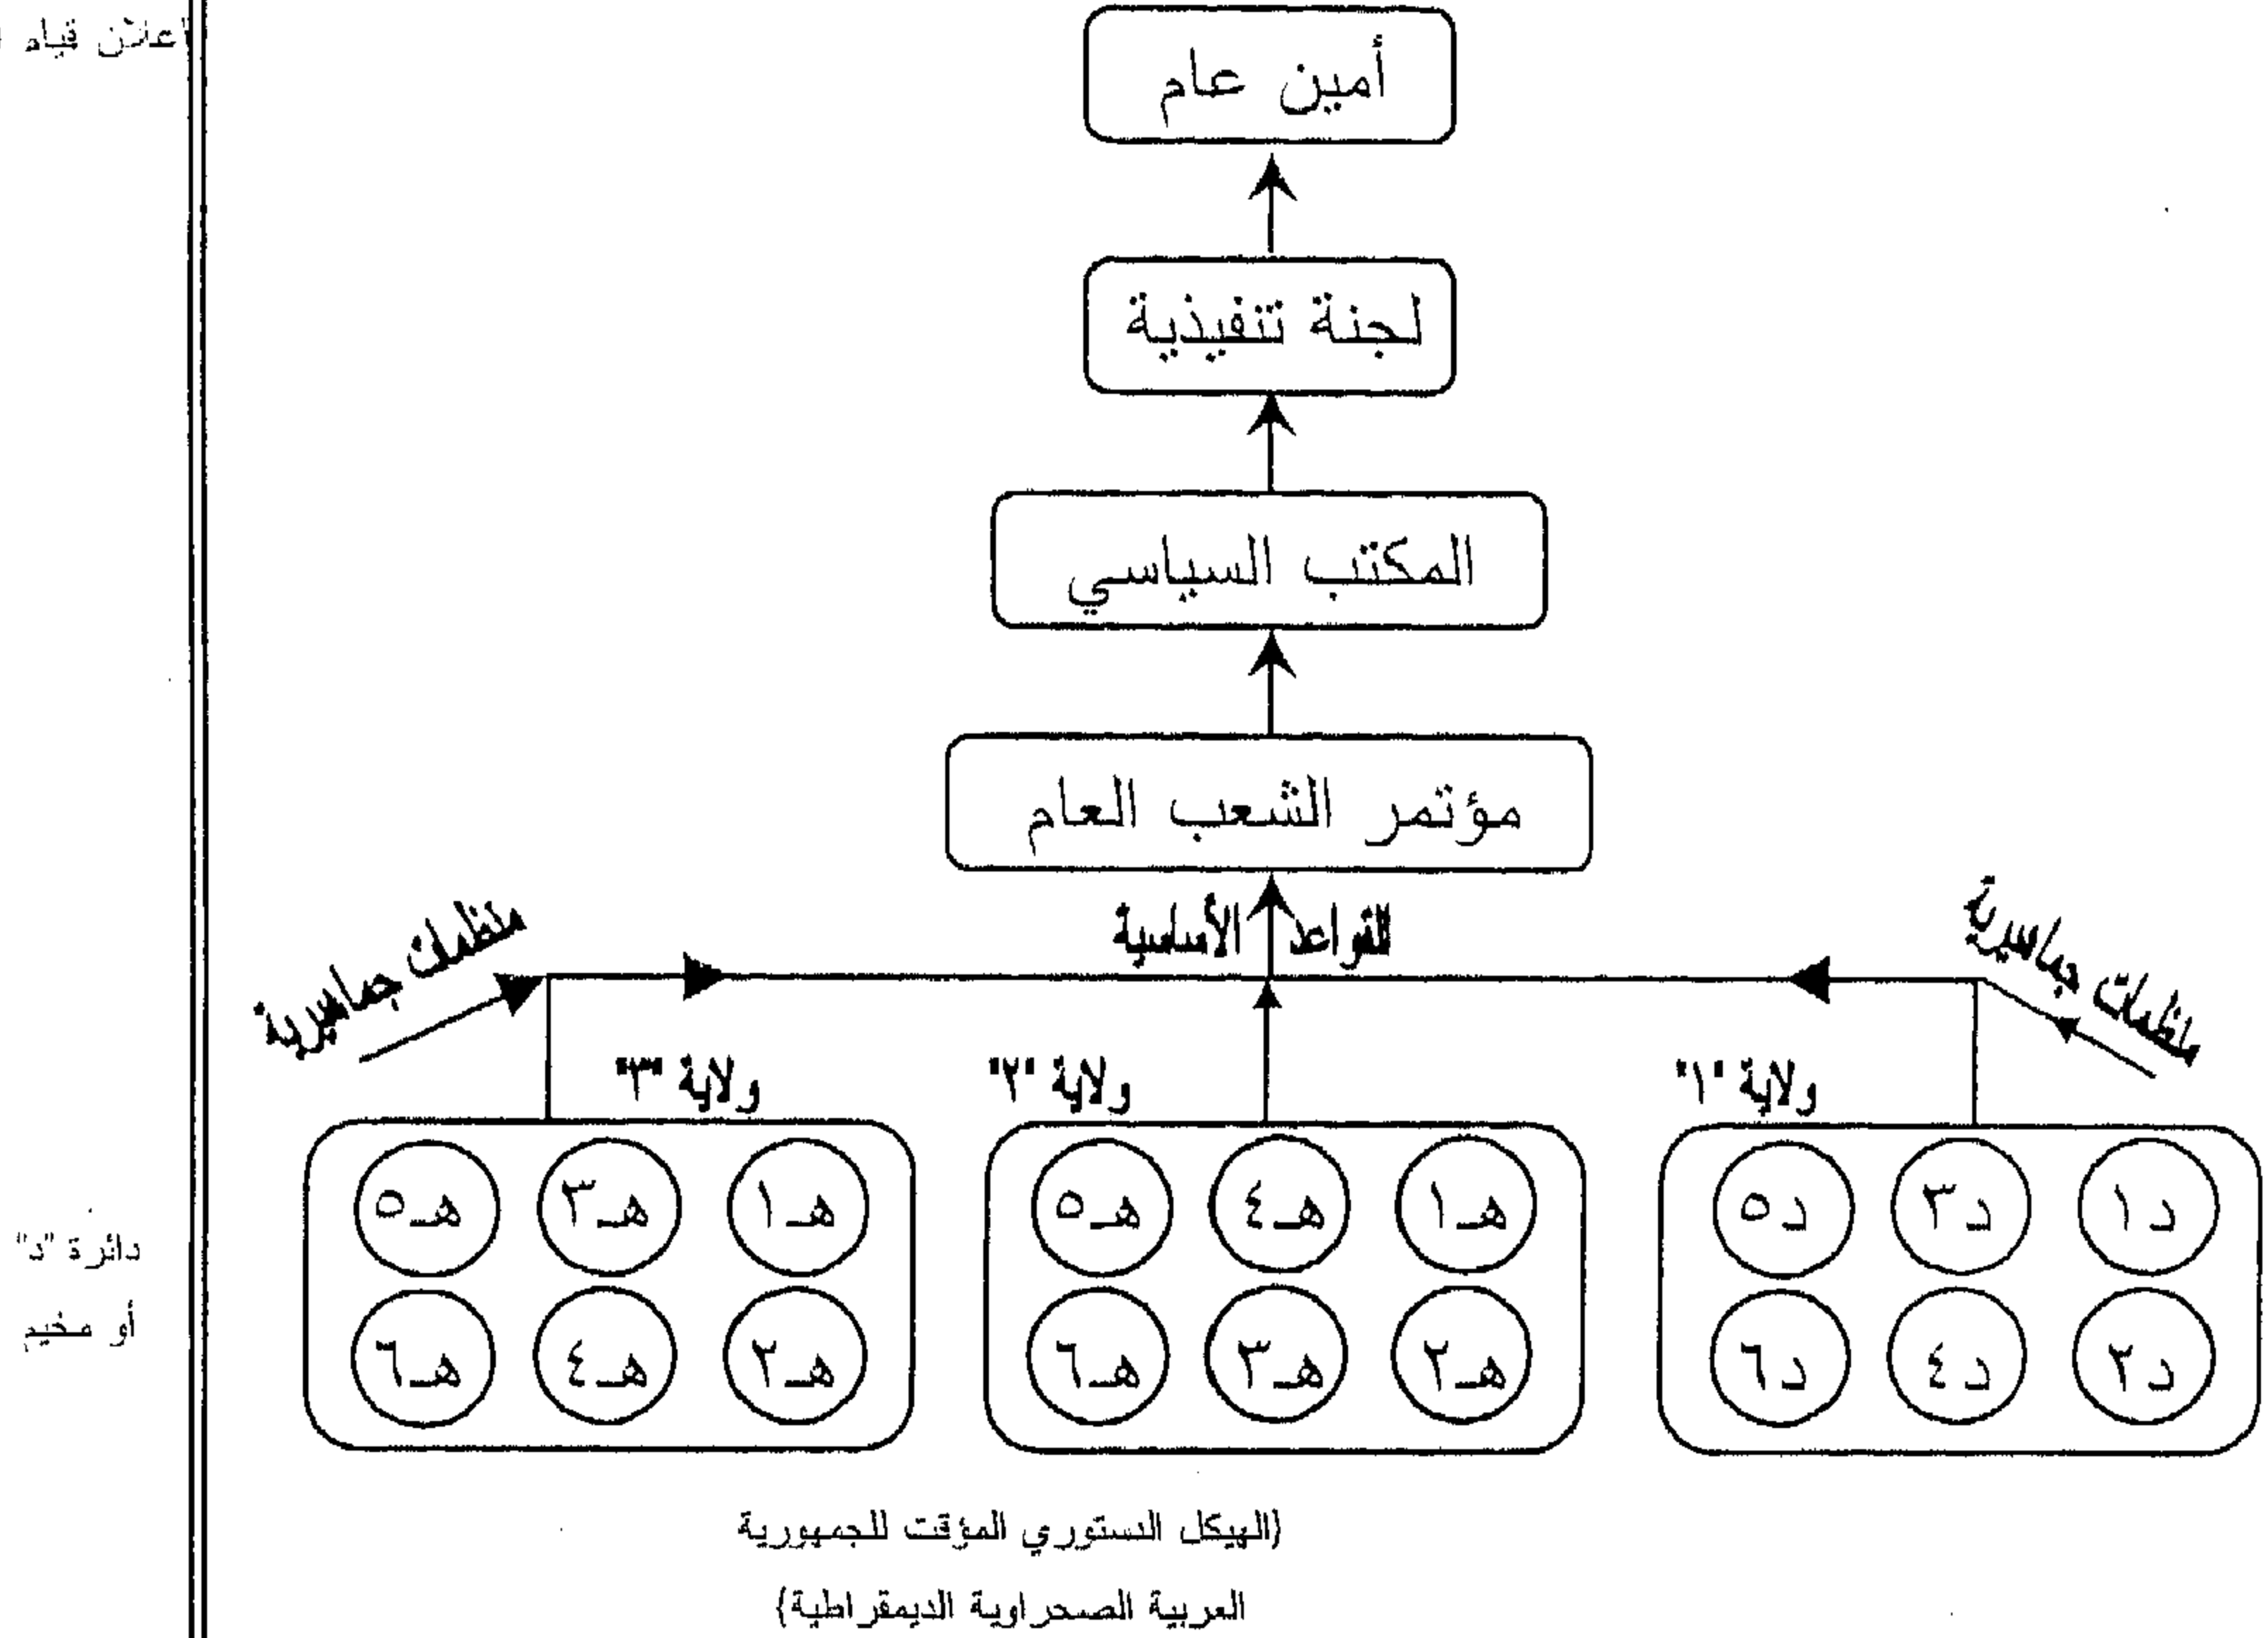 أمين عام
لجنة تنفيذية
المكتب السياسي
مؤتمر الشعب العام
القواعد الأساسية
منظمات جماهيرية
منظمات جماهيرية
ولاية "١"
ولاية "٢"
ولاية "٣"
د١ د٣ د٥
د٢ د٤ د٦
هـ١ هـ٤ هـ٥
هـ٢ هـ٣ هـ٦
هـ١ هـ٣ هـ٥
هـ٢ هـ٤ هـ٦
(الهيكل الدستوري المؤقت للجمهورية
العربية الصحراوية الديمقراطية)
إعلان قيام
دائرة "د"
أو مخيم